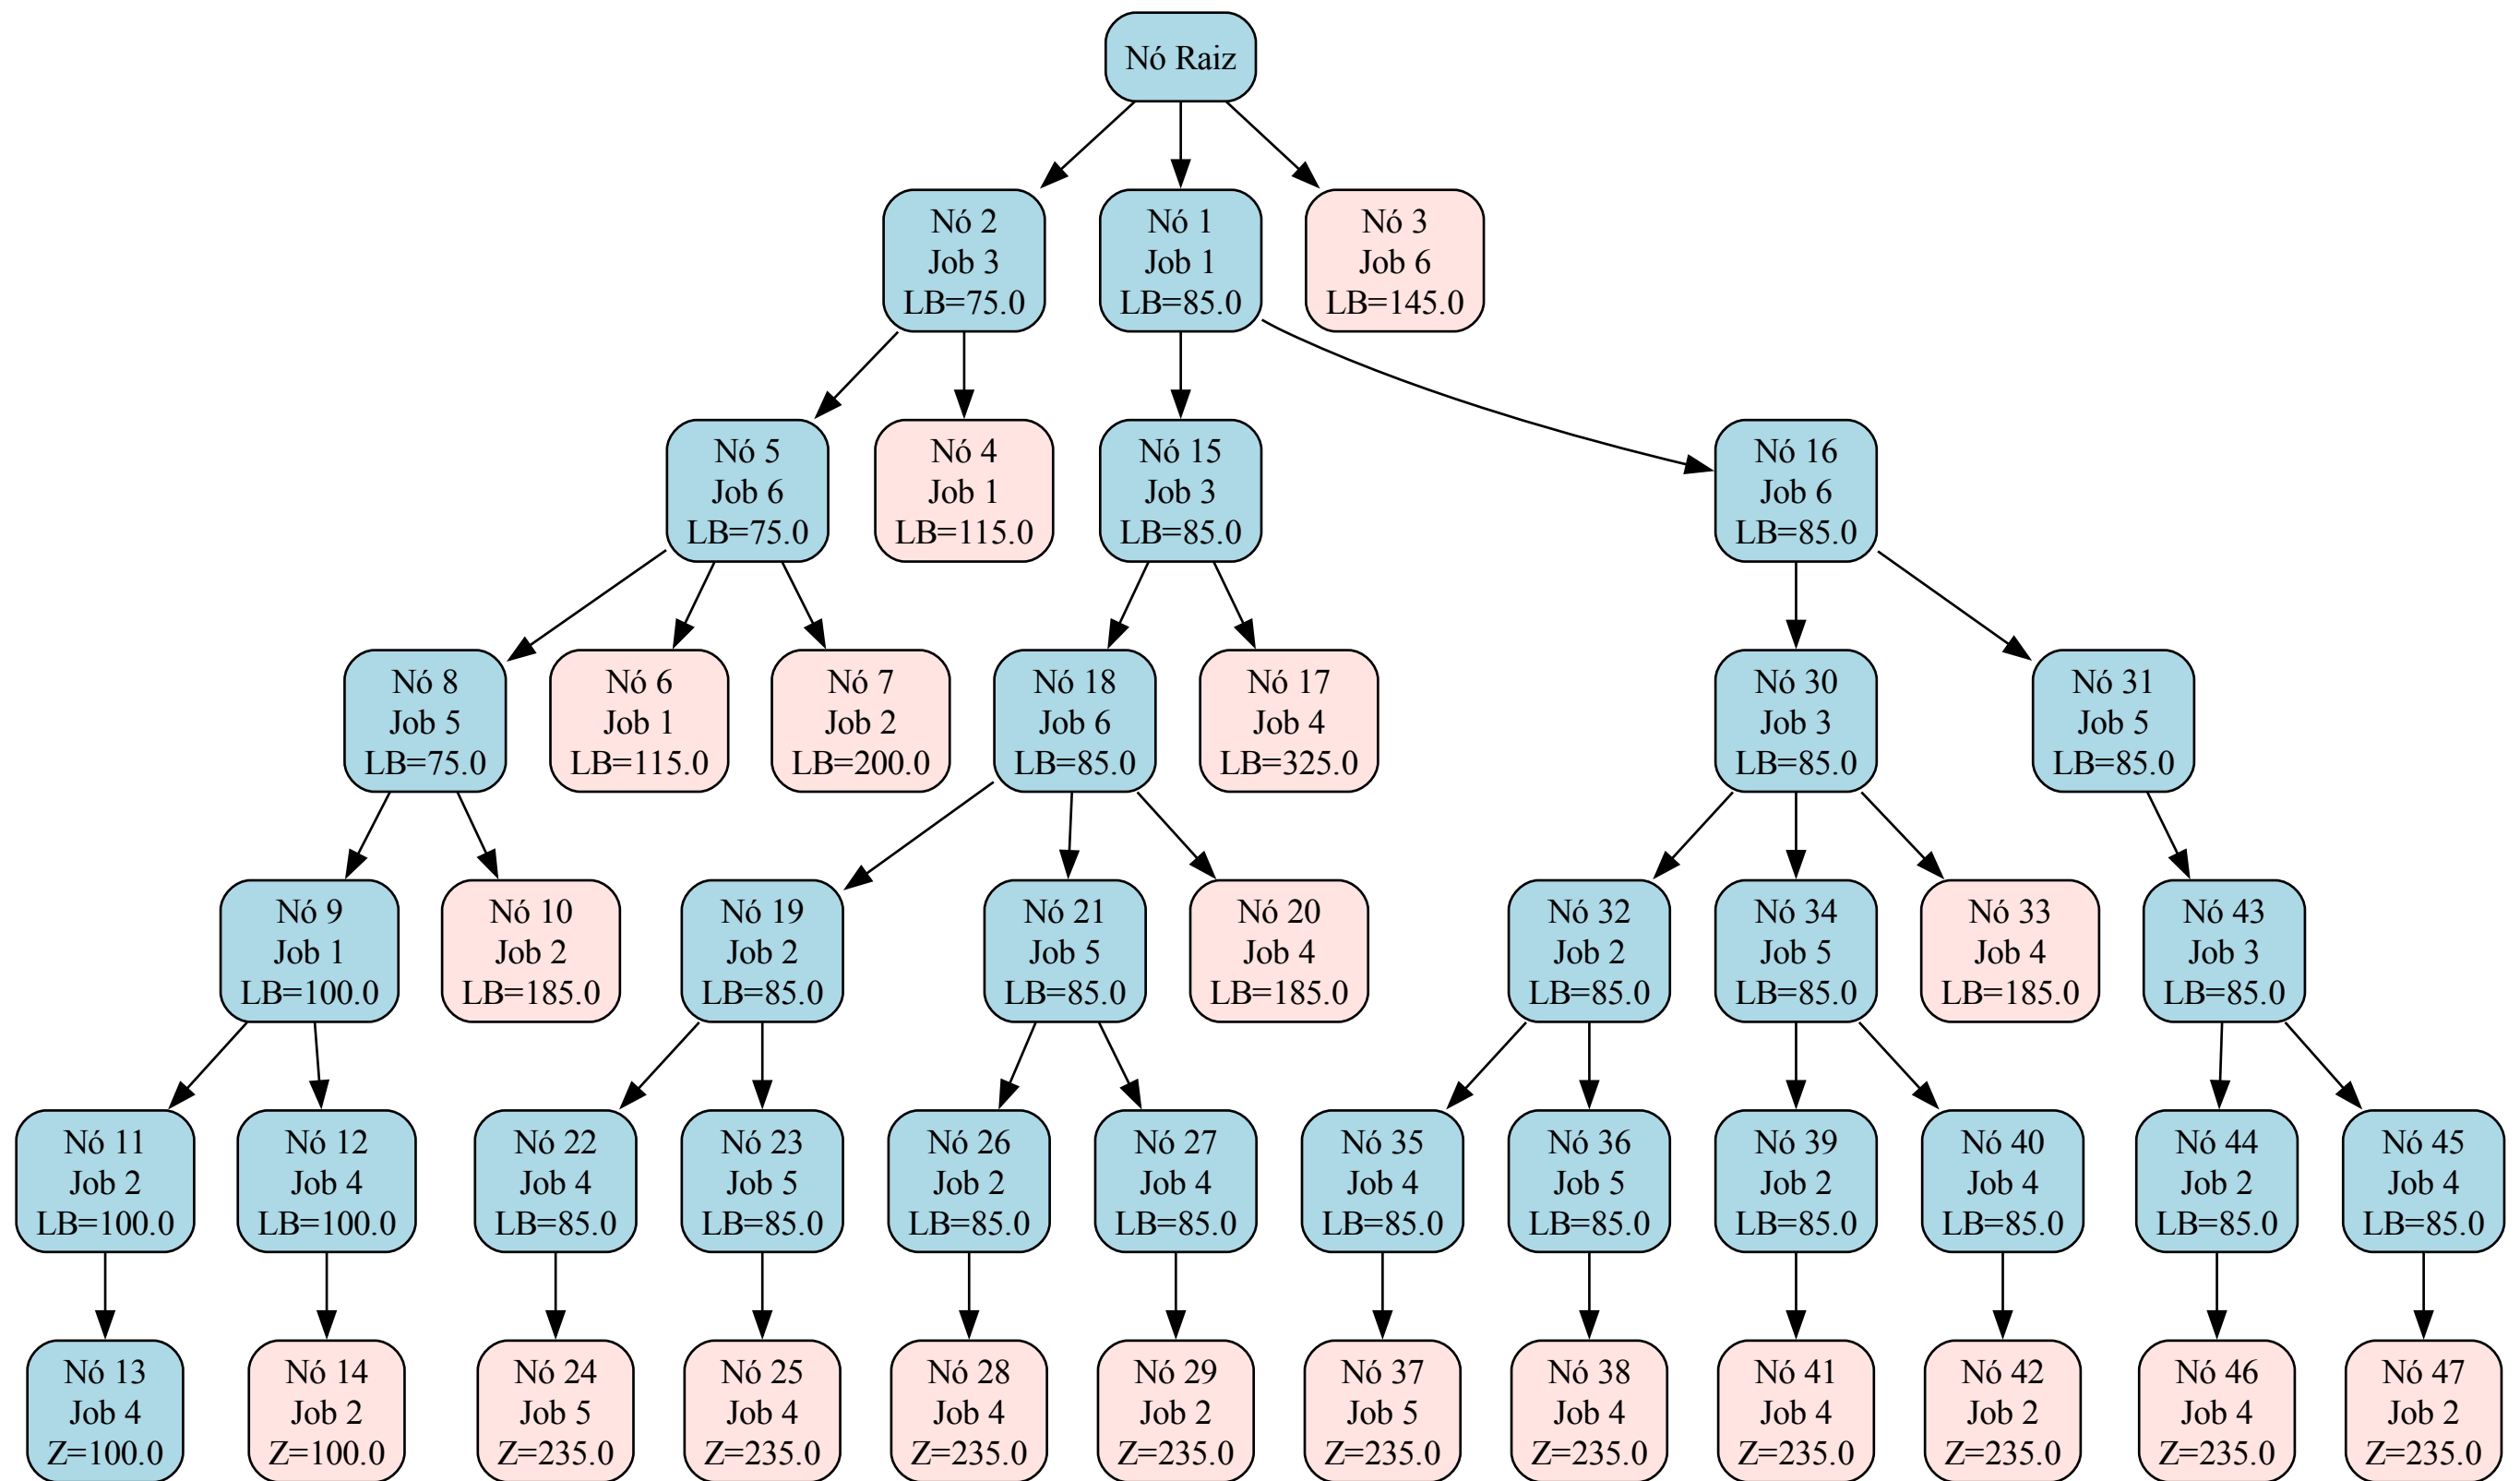 Nó Raiz
Nó 2
Job 3
LB=75.0
Nó 1
Job 1
LB=85.0
Nó 3
Job 6
LB=145.0
Nó 5
Job 6
LB=75.0
Nó 4
Job 1
LB=115.0
Nó 15
Job 3
LB=85.0
Nó 16
Job 6
LB=85.0
Nó 8
Job 5
LB=75.0
Nó 6
Job 1
LB=115.0
Nó 7
Job 2
LB=200.0
Nó 18
Job 6
LB=85.0
Nó 17
Job 4
LB=325.0
Nó 30
Job 3
LB=85.0
Nó 31
Job 5
LB=85.0
Nó 9
Job 1
LB=100.0
Nó 10
Job 2
LB=185.0
Nó 19
Job 2
LB=85.0
Nó 21
Job 5
LB=85.0
Nó 20
Job 4
LB=185.0
Nó 32
Job 2
LB=85.0
Nó 34
Job 5
LB=85.0
Nó 33
Job 4
LB=185.0
Nó 43
Job 3
LB=85.0
Nó 11
Job 2
LB=100.0
Nó 12
Job 4
LB=100.0
Nó 22
Job 4
LB=85.0
Nó 23
Job 5
LB=85.0
Nó 26
Job 2
LB=85.0
Nó 27
Job 4
LB=85.0
Nó 35
Job 4
LB=85.0
Nó 36
Job 5
LB=85.0
Nó 39
Job 2
LB=85.0
Nó 40
Job 4
LB=85.0
Nó 44
Job 2
LB=85.0
Nó 45
Job 4
LB=85.0
Nó 13
Job 4
Z=100.0
Nó 14
Job 2
Z=100.0
Nó 24
Job 5
Z=235.0
Nó 25
Job 4
Z=235.0
Nó 28
Job 4
Z=235.0
Nó 29
Job 2
Z=235.0
Nó 37
Job 5
Z=235.0
Nó 38
Job 4
Z=235.0
Nó 41
Job 4
Z=235.0
Nó 42
Job 2
Z=235.0
Nó 46
Job 4
Z=235.0
Nó 47
Job 2
Z=235.0